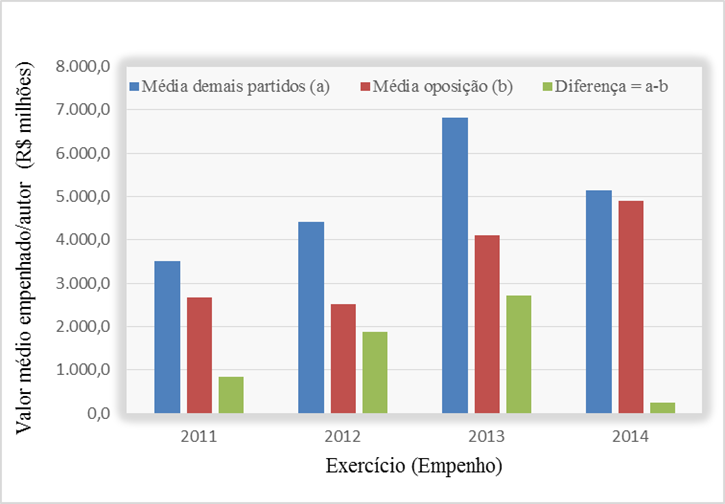 Valor médio empenhado/autor (R$ milhões)
8.000,0
7.000,0
6.000,0
5.000,0
4.000,0
3.000,0
2.000,0
1.000,0
0,0
Média demais partidos (a) Média oposição (b) Diferença = a-b
2011 2012 2013 2014
Exercício (Empenho)